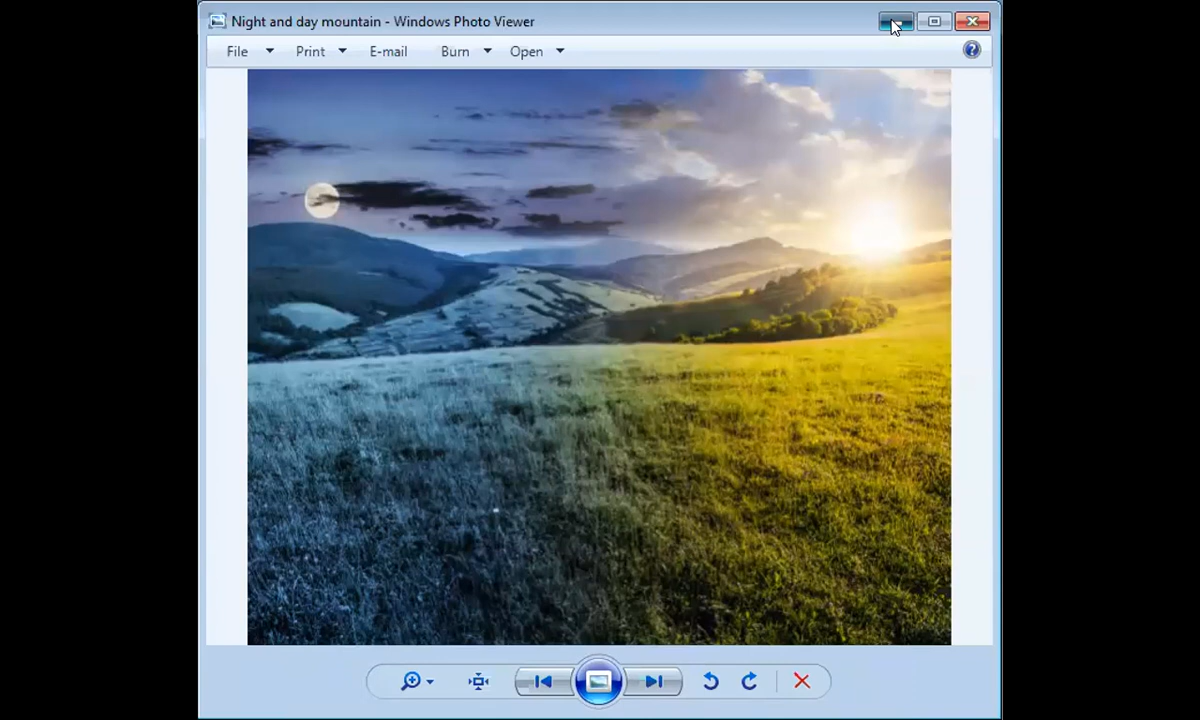 Night and day mountain - Windows Photo Viewer
File Print E-mail Burn Open ?